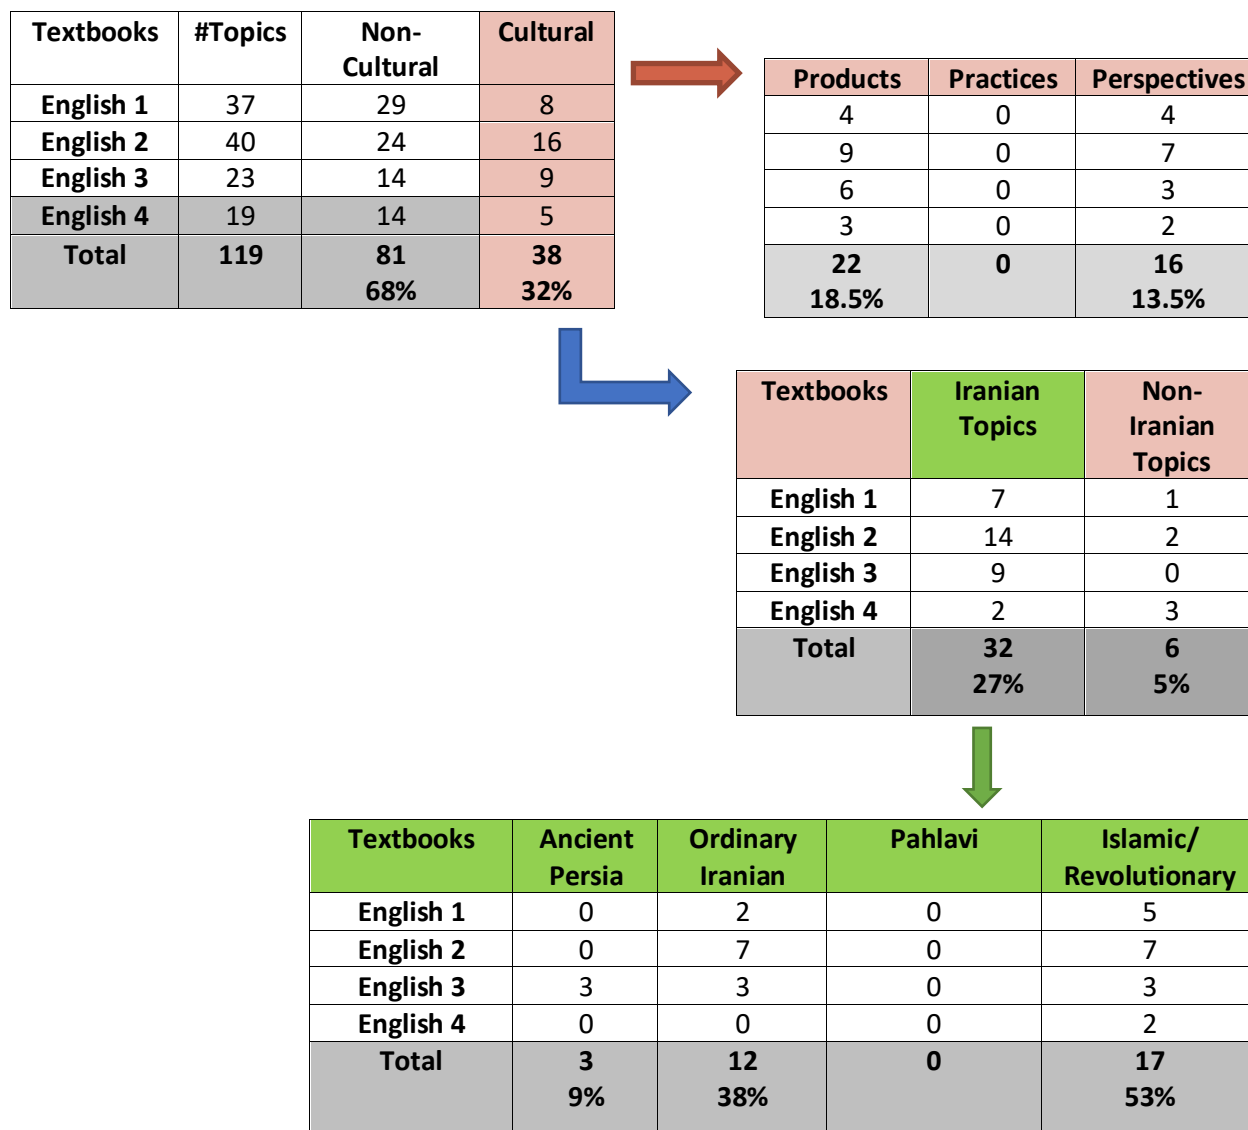 Textbooks #Topics Non-Cultural Cultural
English 1 37 29 8
English 2 40 24 16
English 3 23 14 9
English 4 19 14 5
Total 119 81 38
68% 32%
Products Practices Perspectives
4 0 4
9 0 7
6 0 3
3 0 2
22 0 16
18.5% 13.5%
Textbooks Iranian Topics Non-Iranian Topics
English 1 7 1
English 2 14 2
English 3 9 0
English 4 2 3
Total 32 6
27% 5%
Textbooks Ancient Persia Ordinary Iranian Pahlavi Islamic/ Revolutionary
English 1 0 2 0 5
English 2 0 7 0 7
English 3 3 3 0 3
English 4 0 0 0 2
Total 3 12 0 17
9% 38% 53%